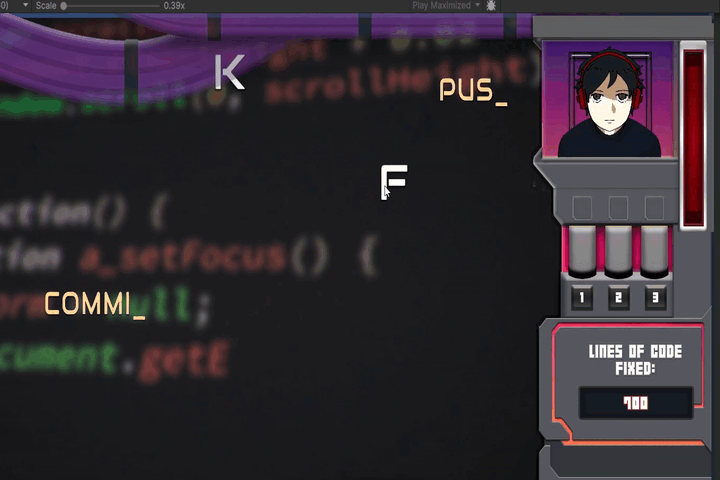 Scale 0.39x Play Maximized
K
PUS_
scrollHeight)
F
ction() {
a_setFocus() {
COMMI_
ull;
cument.getE
1 2 3
LINES OF CODE
FIXED:
700